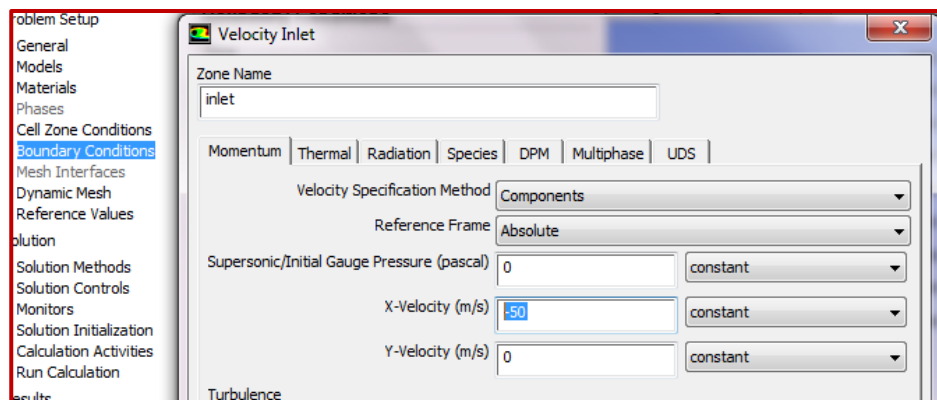 roblem Setup
General
Models
Materials
Phases
Cell Zone Conditions
Boundary Conditions
Mesh Interfaces
Dynamic Mesh
Reference Values
olution
Solution Methods
Solution Controls
Monitors
Solution Initialization
Calculation Activities
Run Calculation
esults
Velocity Inlet
Zone Name
inlet
Momentum Thermal Radiation Species DPM Multiphase UDS
Velocity Specification Method Components
Reference Frame Absolute
Supersonic/Initial Gauge Pressure (pascal) 0 constant
X-Velocity (m/s) -50 constant
Y-Velocity (m/s) 0 constant
Turbulence